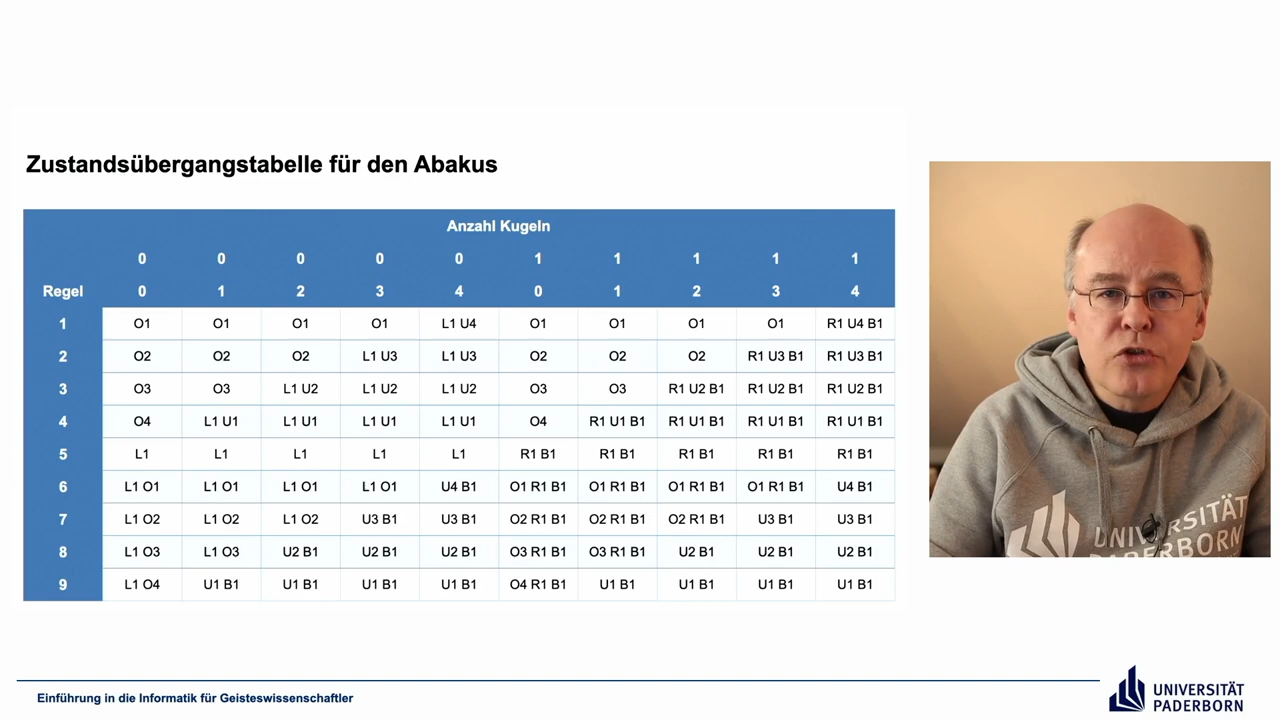 Zustandsübergangstabelle für den Abakus
Anzahl Kugeln
0 0 0 0 0 1 1 1 1 1
Regel 0 1 2 3 4 0 1 2 3 4
1 O1 O1 O1 O1 L1 U4 O1 O1 O1 O1 R1 U4 B1
2 O2 O2 O2 L1 U3 L1 U3 O2 O2 O2 R1 U3 B1 R1 U3 B1
3 O3 O3 L1 U2 L1 U2 L1 U2 O3 O3 R1 U2 B1 R1 U2 B1 R1 U2 B1
4 O4 L1 U1 L1 U1 L1 U1 L1 U1 O4 R1 U1 B1 R1 U1 B1 R1 U1 B1 R1 U1 B1
5 L1 L1 L1 L1 L1 R1 B1 R1 B1 R1 B1 R1 B1 R1 B1
6 L1 O1 L1 O1 L1 O1 L1 O1 U4 B1 O1 R1 B1 O1 R1 B1 O1 R1 B1 O1 R1 B1 U4 B1
7 L1 O2 L1 O2 L1 O2 U3 B1 U3 B1 O2 R1 B1 O2 R1 B1 O2 R1 B1 U3 B1 U3 B1
8 L1 O3 L1 O3 U2 B1 U2 B1 U2 B1 O3 R1 B1 O3 R1 B1 U2 B1 U2 B1 U2 B1
9 L1 O4 U1 B1 U1 B1 U1 B1 U1 B1 O4 R1 B1 U1 B1 U1 B1 U1 B1 U1 B1
UNIVERSITÄT
PADERBORN
Einführung in die Informatik für Geisteswissenschaftler
UNIVERSITÄT
PADERBORN